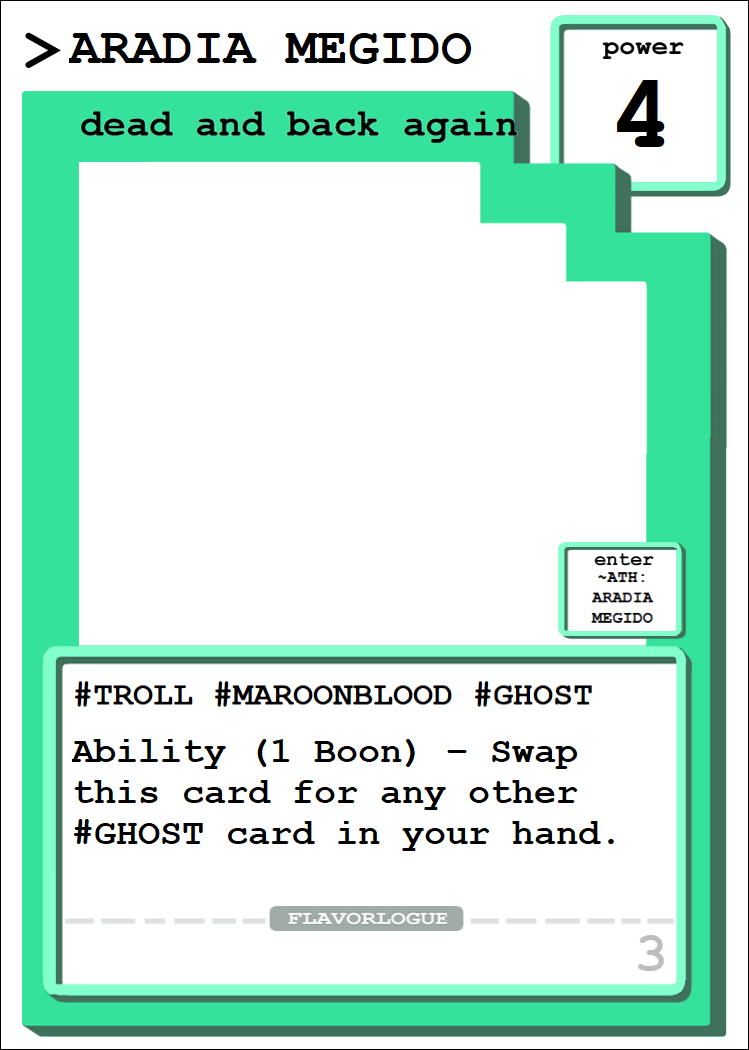 >ARADIA MEGIDO
power
4
dead and back again
enter
~ATH:
ARADIA
MEGIDO
#TROLL #MAROONBLOOD #GHOST
Ability (1 Boon) – Swap
this card for any other
#GHOST card in your hand.
FLAVORLOGUE
3